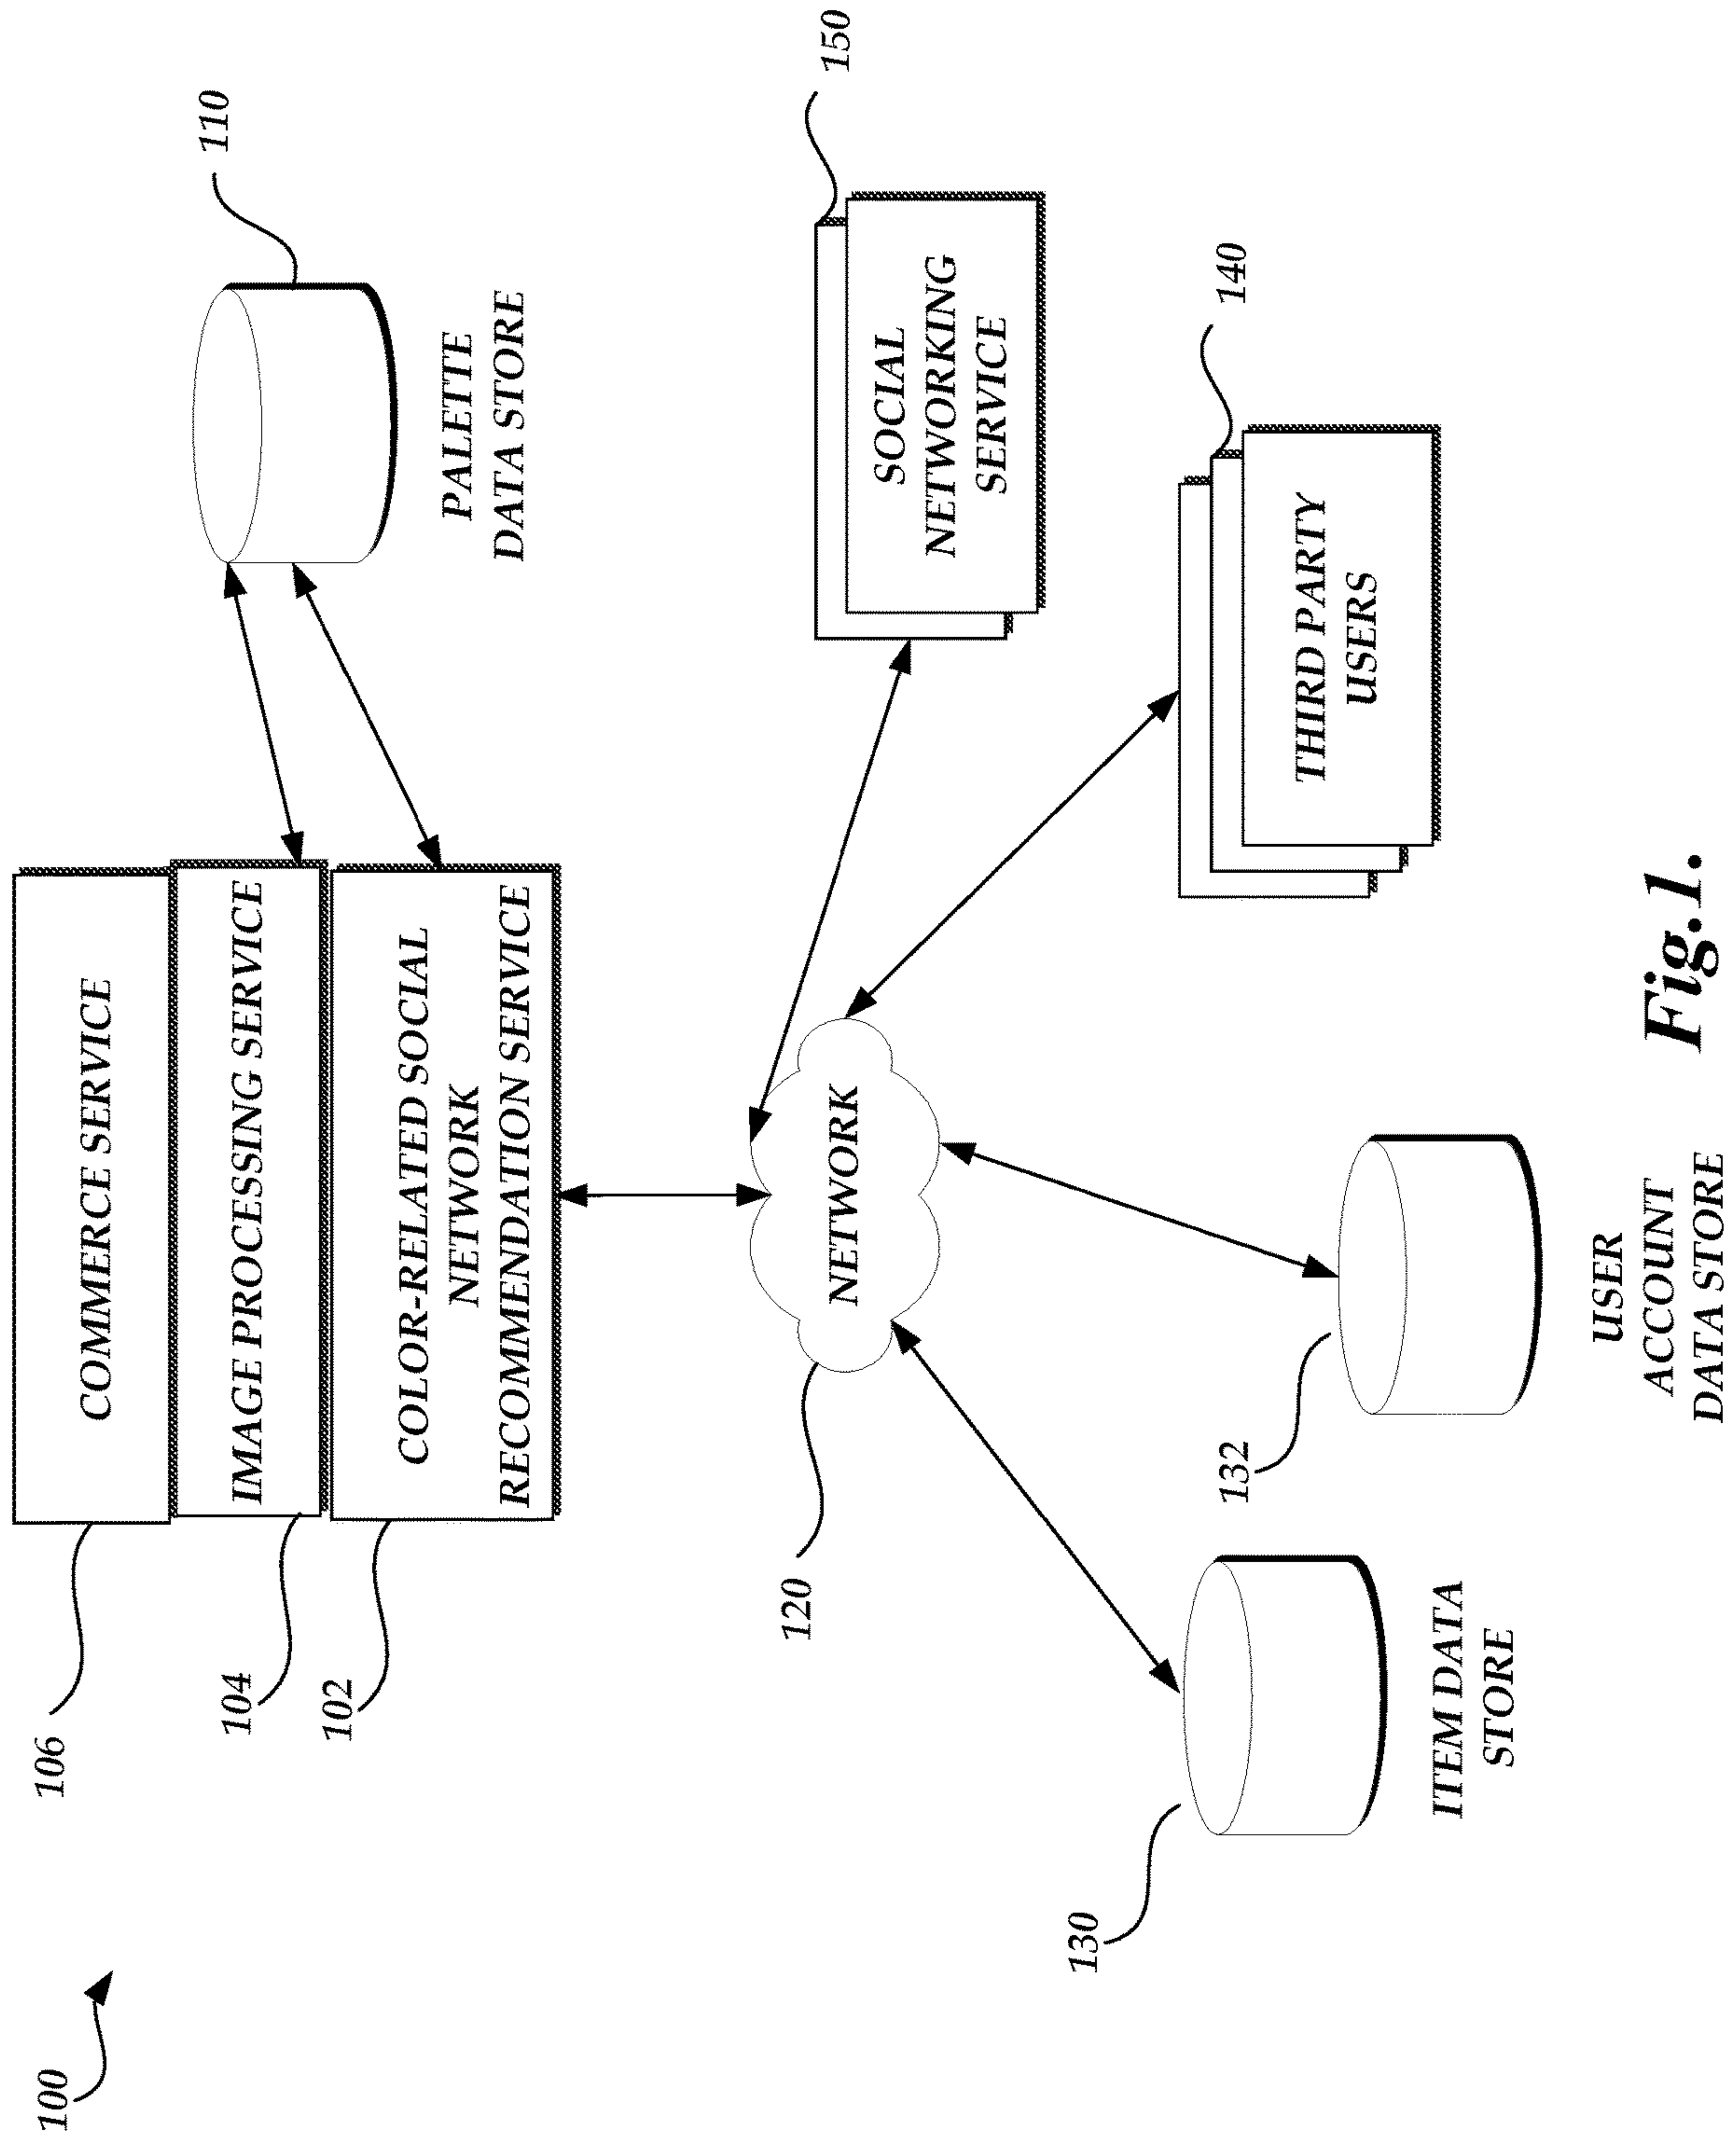 100
106
COMMERCE SERVICE
104
IMAGE PROCESSING SERVICE
102
COLOR-RELATED SOCIAL
NETWORK
RECOMMENDATION SERVICE
110
PALETTE
DATA STORE
120
NETWORK
150
SOCIAL
NETWORKING
SERVICE
130
ITEM DATA
STORE
132
USER
ACCOUNT
DATA STORE
140
THIRD PARTY
USERS
Fig.1.